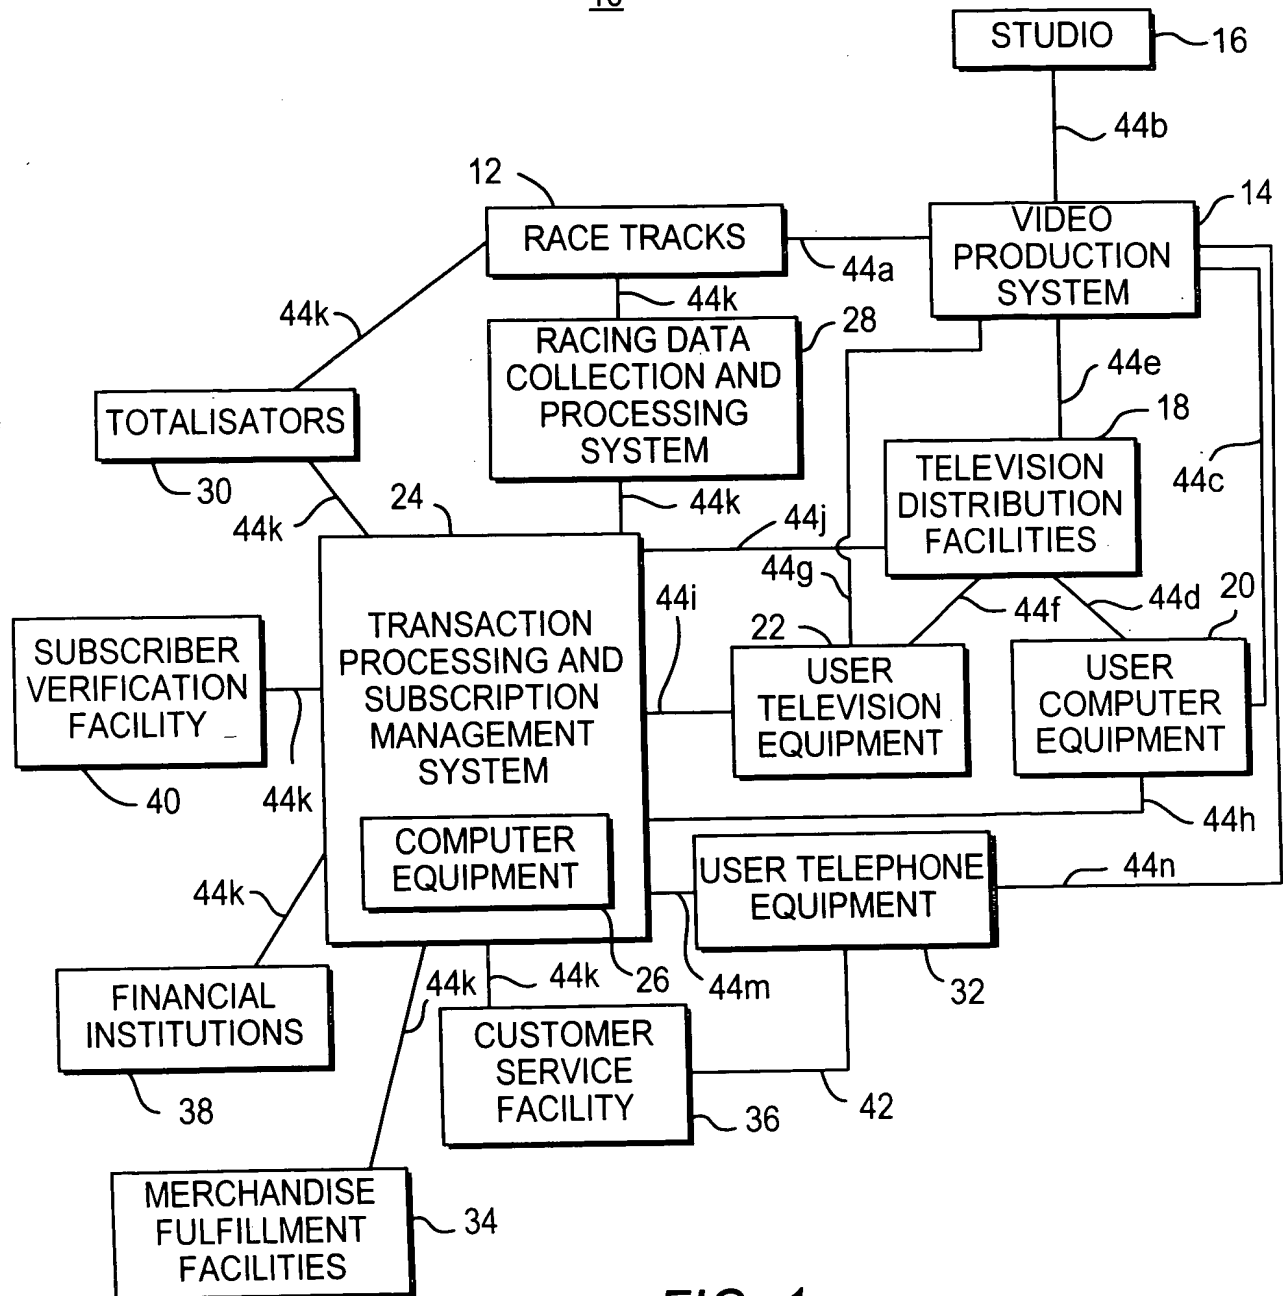 STUDIO
16
44b
12
14
RACE TRACKS
44a
VIDEO
PRODUCTION
SYSTEM
44k
44k
28
RACING DATA
COLLECTION AND
PROCESSING
SYSTEM
44e
18
TOTALISATORS
30
44k
24
44k
44j
TELEVISION
DISTRIBUTION
FACILITIES
44c
44g
44i
44f
44d
20
22
SUBSCRIBER
VERIFICATION
FACILITY
40
44k
TRANSACTION
PROCESSING AND
SUBSCRIPTION
MANAGEMENT
SYSTEM
USER
TELEVISION
EQUIPMENT
USER
COMPUTER
EQUIPMENT
44h
COMPUTER
EQUIPMENT
26
USER TELEPHONE
EQUIPMENT
44n
44k
44k
44k
44m
32
FINANCIAL
INSTITUTIONS
38
CUSTOMER
SERVICE
FACILITY
36
42
MERCHANDISE
FULFILLMENT
FACILITIES
34